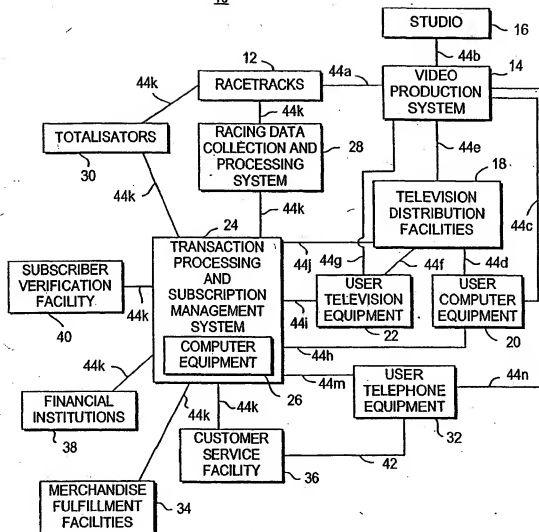 10
STUDIO
16
12
44b
14
44k
RACETRACKS
44a
VIDEO
PRODUCTION
SYSTEM
TOTALISATORS
30
44k
RACING DATA
COLLECTION AND
PROCESSING
SYSTEM
28
44e
18
44k
44k
TELEVISION
DISTRIBUTION
FACILITIES
44c
24
44g
44j
44f
44d
TRANSACTION
PROCESSING
AND
SUBSCRIPTION
MANAGEMENT
SYSTEM
SUBSCRIBER
VERIFICATION
FACILITY
40
44k
44i
USER
TELEVISION
EQUIPMENT
22
USER
COMPUTER
EQUIPMENT
20
44h
COMPUTER
EQUIPMENT
26
44m
44k
FINANCIAL
INSTITUTIONS
38
44k
44k
USER
TELEPHONE
EQUIPMENT
32
44n
CUSTOMER
SERVICE
FACILITY
36
42
MERCHANDISE
FULFILLMENT
FACILITIES
34